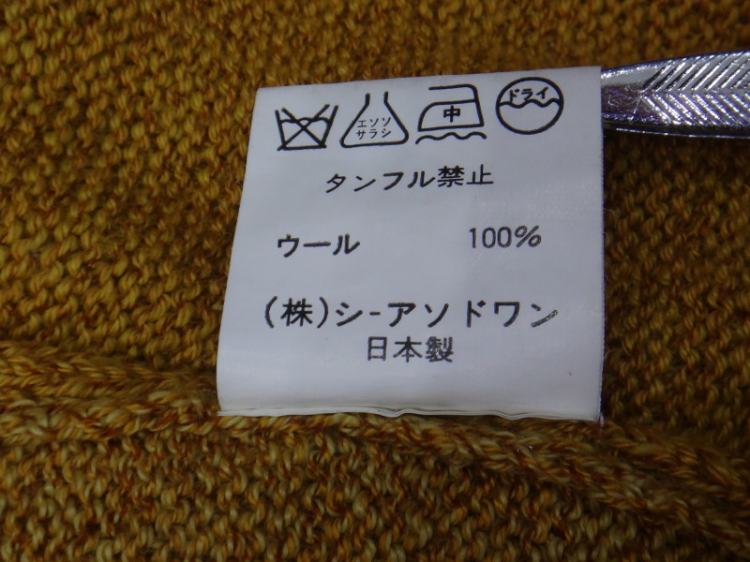 エンソ
サラシ
中
ドライ
タンフル禁止
ウール 100%
(株)シーアソドワン
日本製